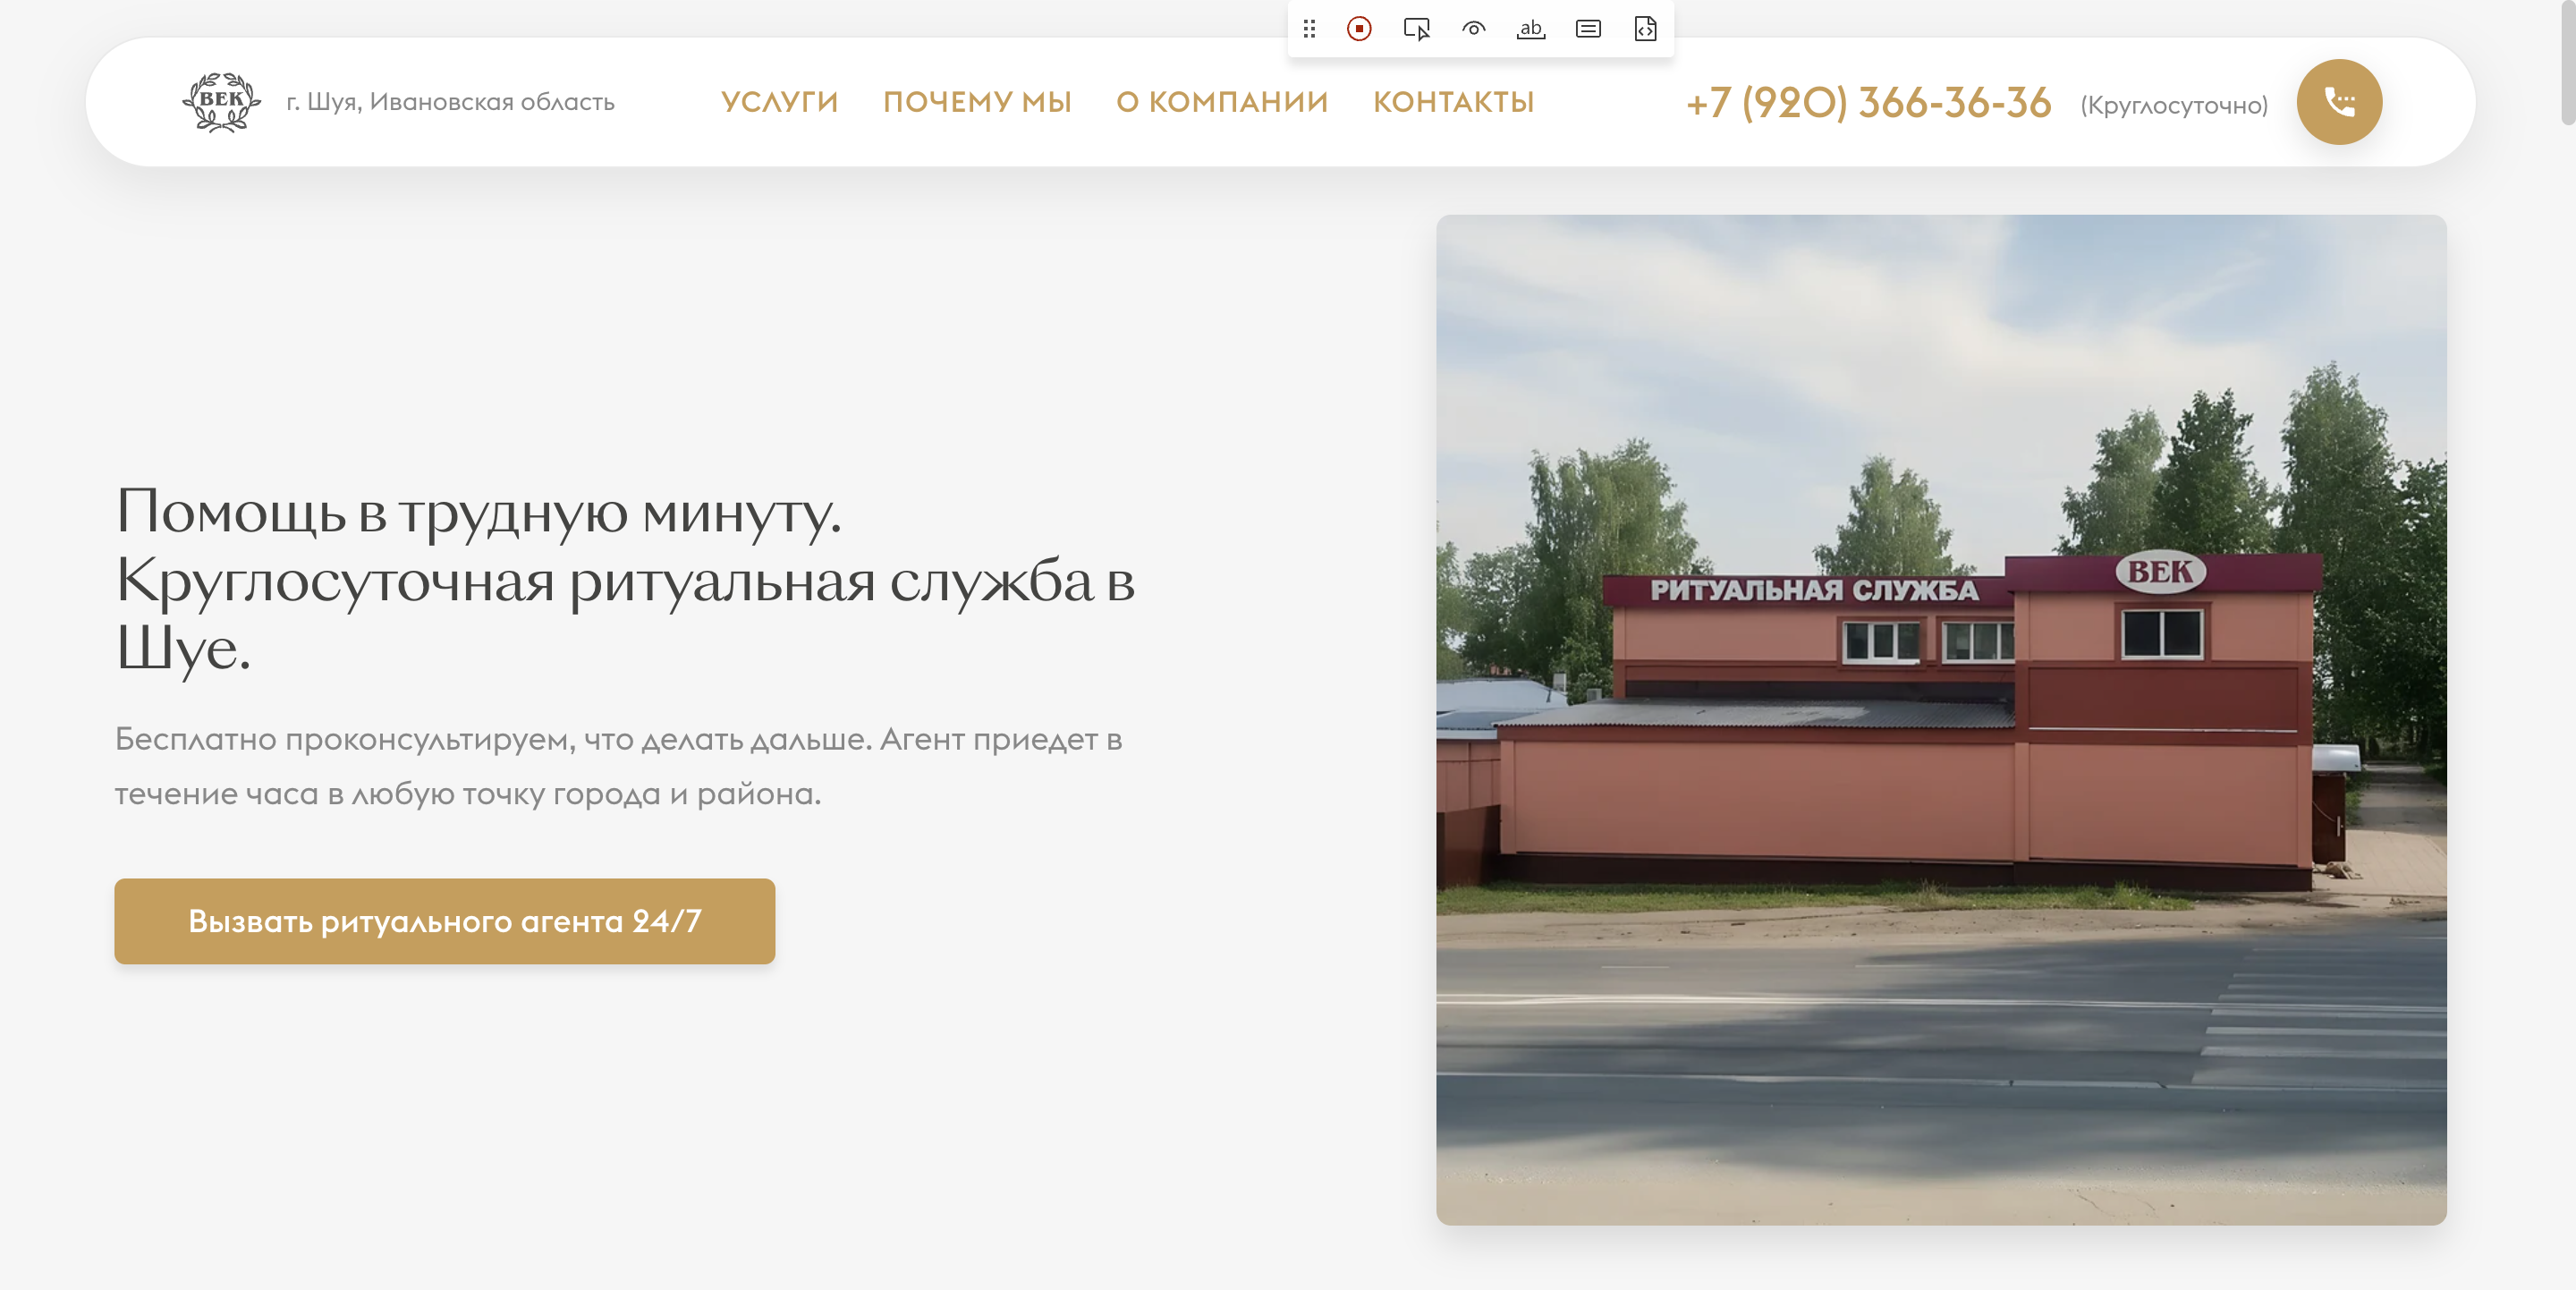 ВЕК
г. Шуя, Ивановская область
УСЛУГИ
ПОЧЕМУ МЫ
О КОМПАНИИ
КОНТАКТЫ
+7 (920) 366-36-36
(Круглосуточно)
ab
Помощь в трудную минуту.
Круглосуточная ритуальная служба в
Шуе.
Бесплатно проконсультируем, что делать дальше. Агент приедет в
течение часа в любую точку города и района.
Вызвать ритуального агента 24/7
РИТУАЛЬНАЯ СЛУЖБА
ВЕК